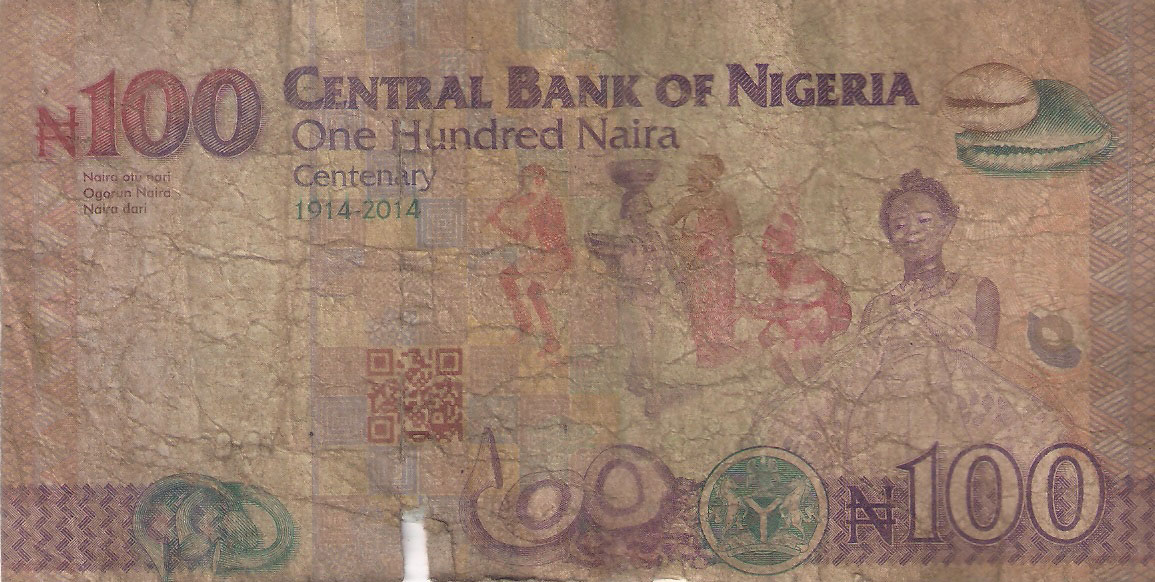 ₦100
CENTRAL BANK OF NIGERIA
One Hundred Naira
Centenary
1914-2014
Naira otu nari
Ogorun Naira
Naira dari
₦100